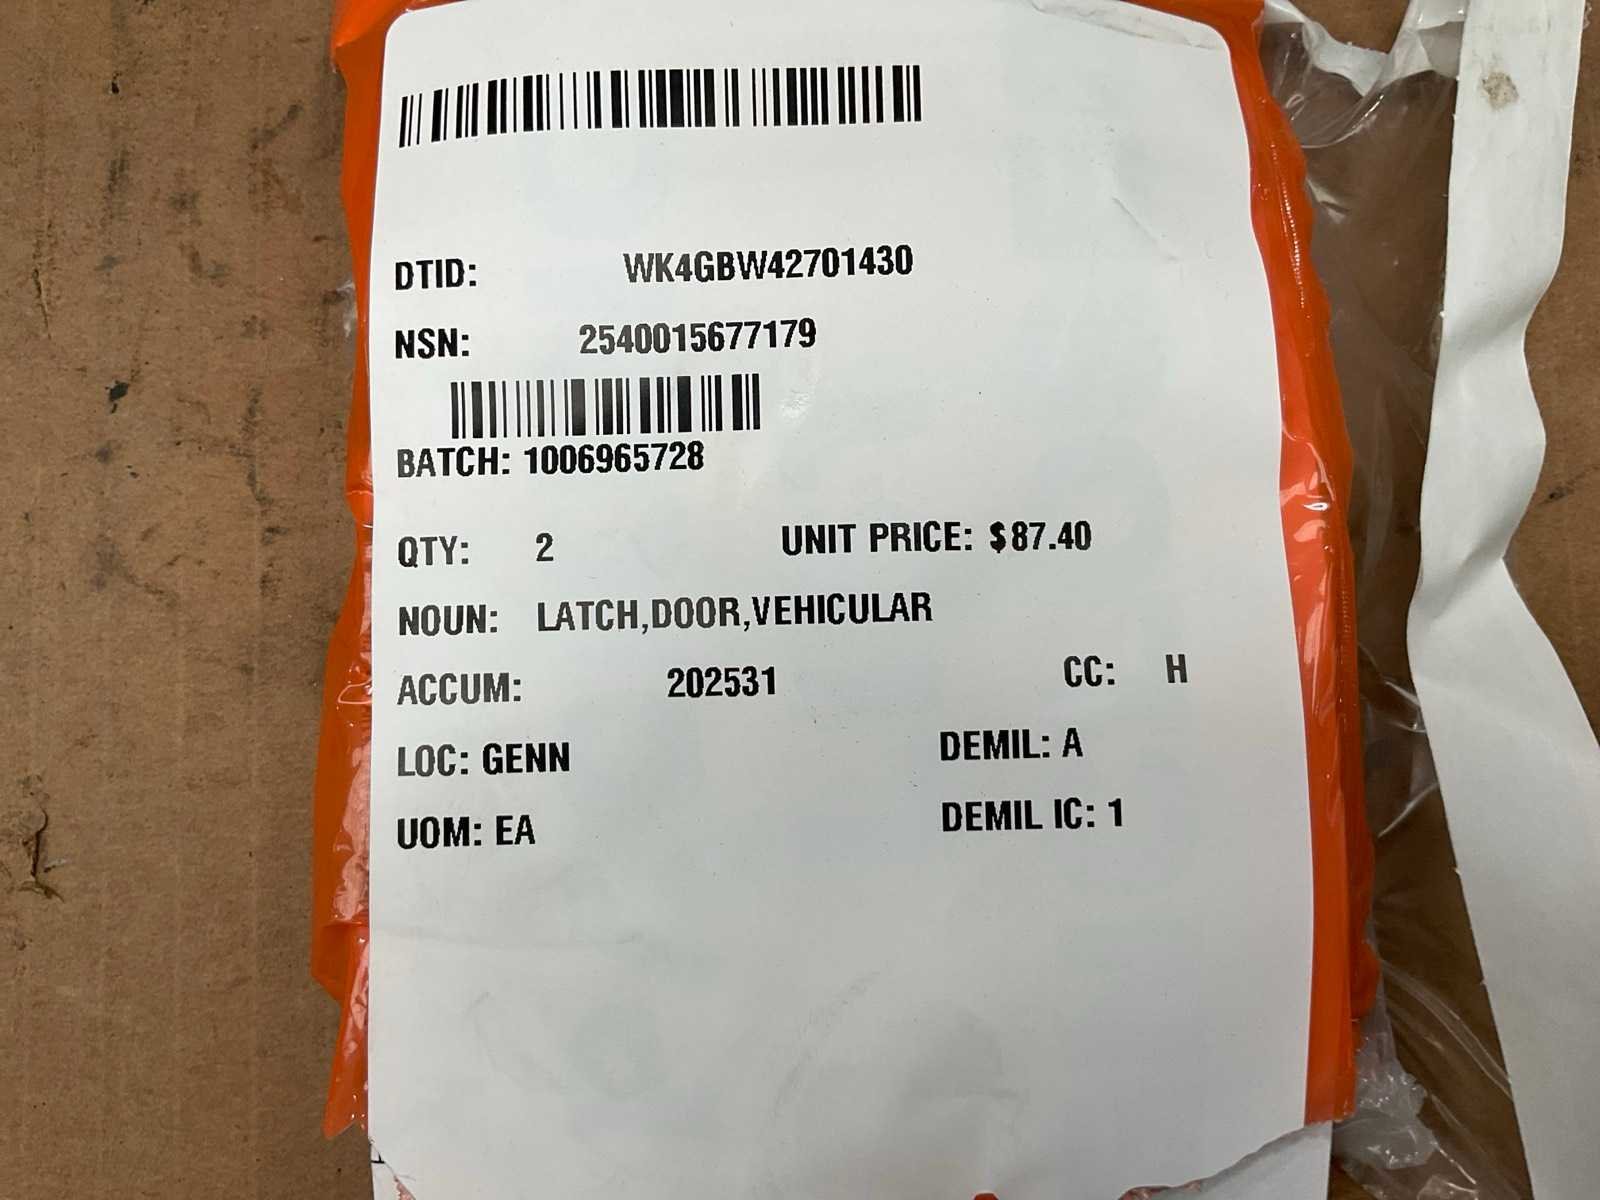 DTID: WK4GBW42701430
NSN: 2540015677179
BATCH: 1006965728
QTY: 2 UNIT PRICE: $87.40
NOUN: LATCH,DOOR,VEHICULAR
ACCUM: 202531 CC: H
LOC: GENN DEMIL: A
UOM: EA DEMIL IC: 1